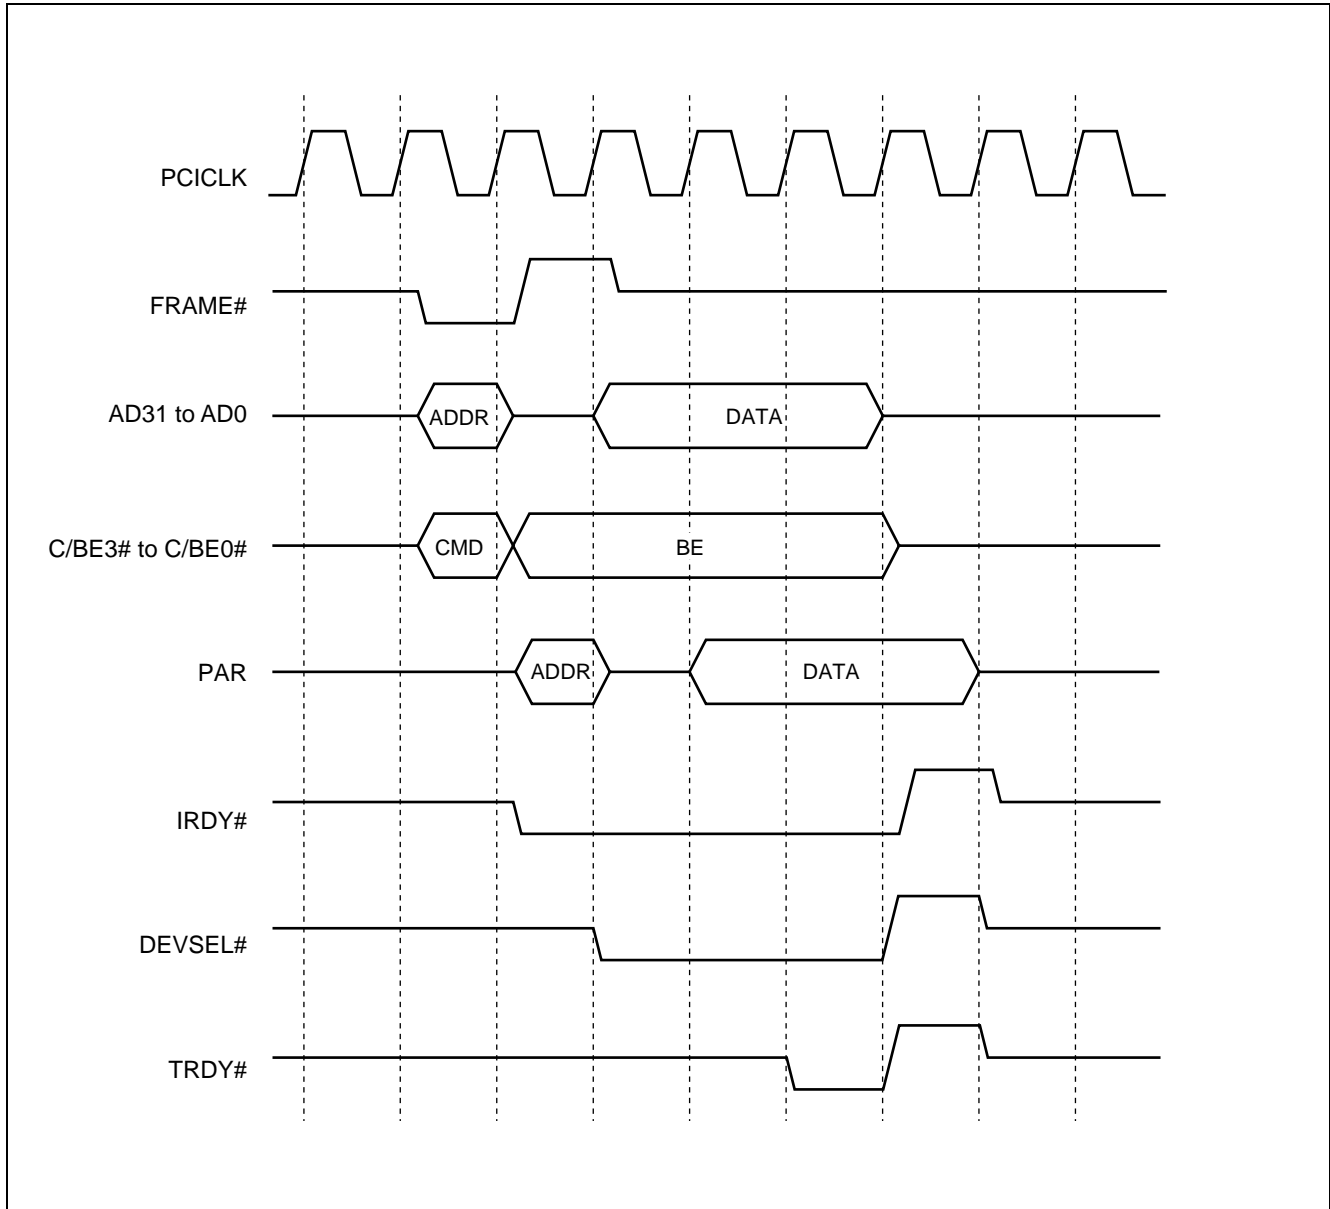 PCICLK
FRAME#
AD31 to AD0
ADDR
DATA
C/BE3# to C/BE0#
CMD
BE
PAR
ADDR
DATA
IRDY#
DEVSEL#
TRDY#